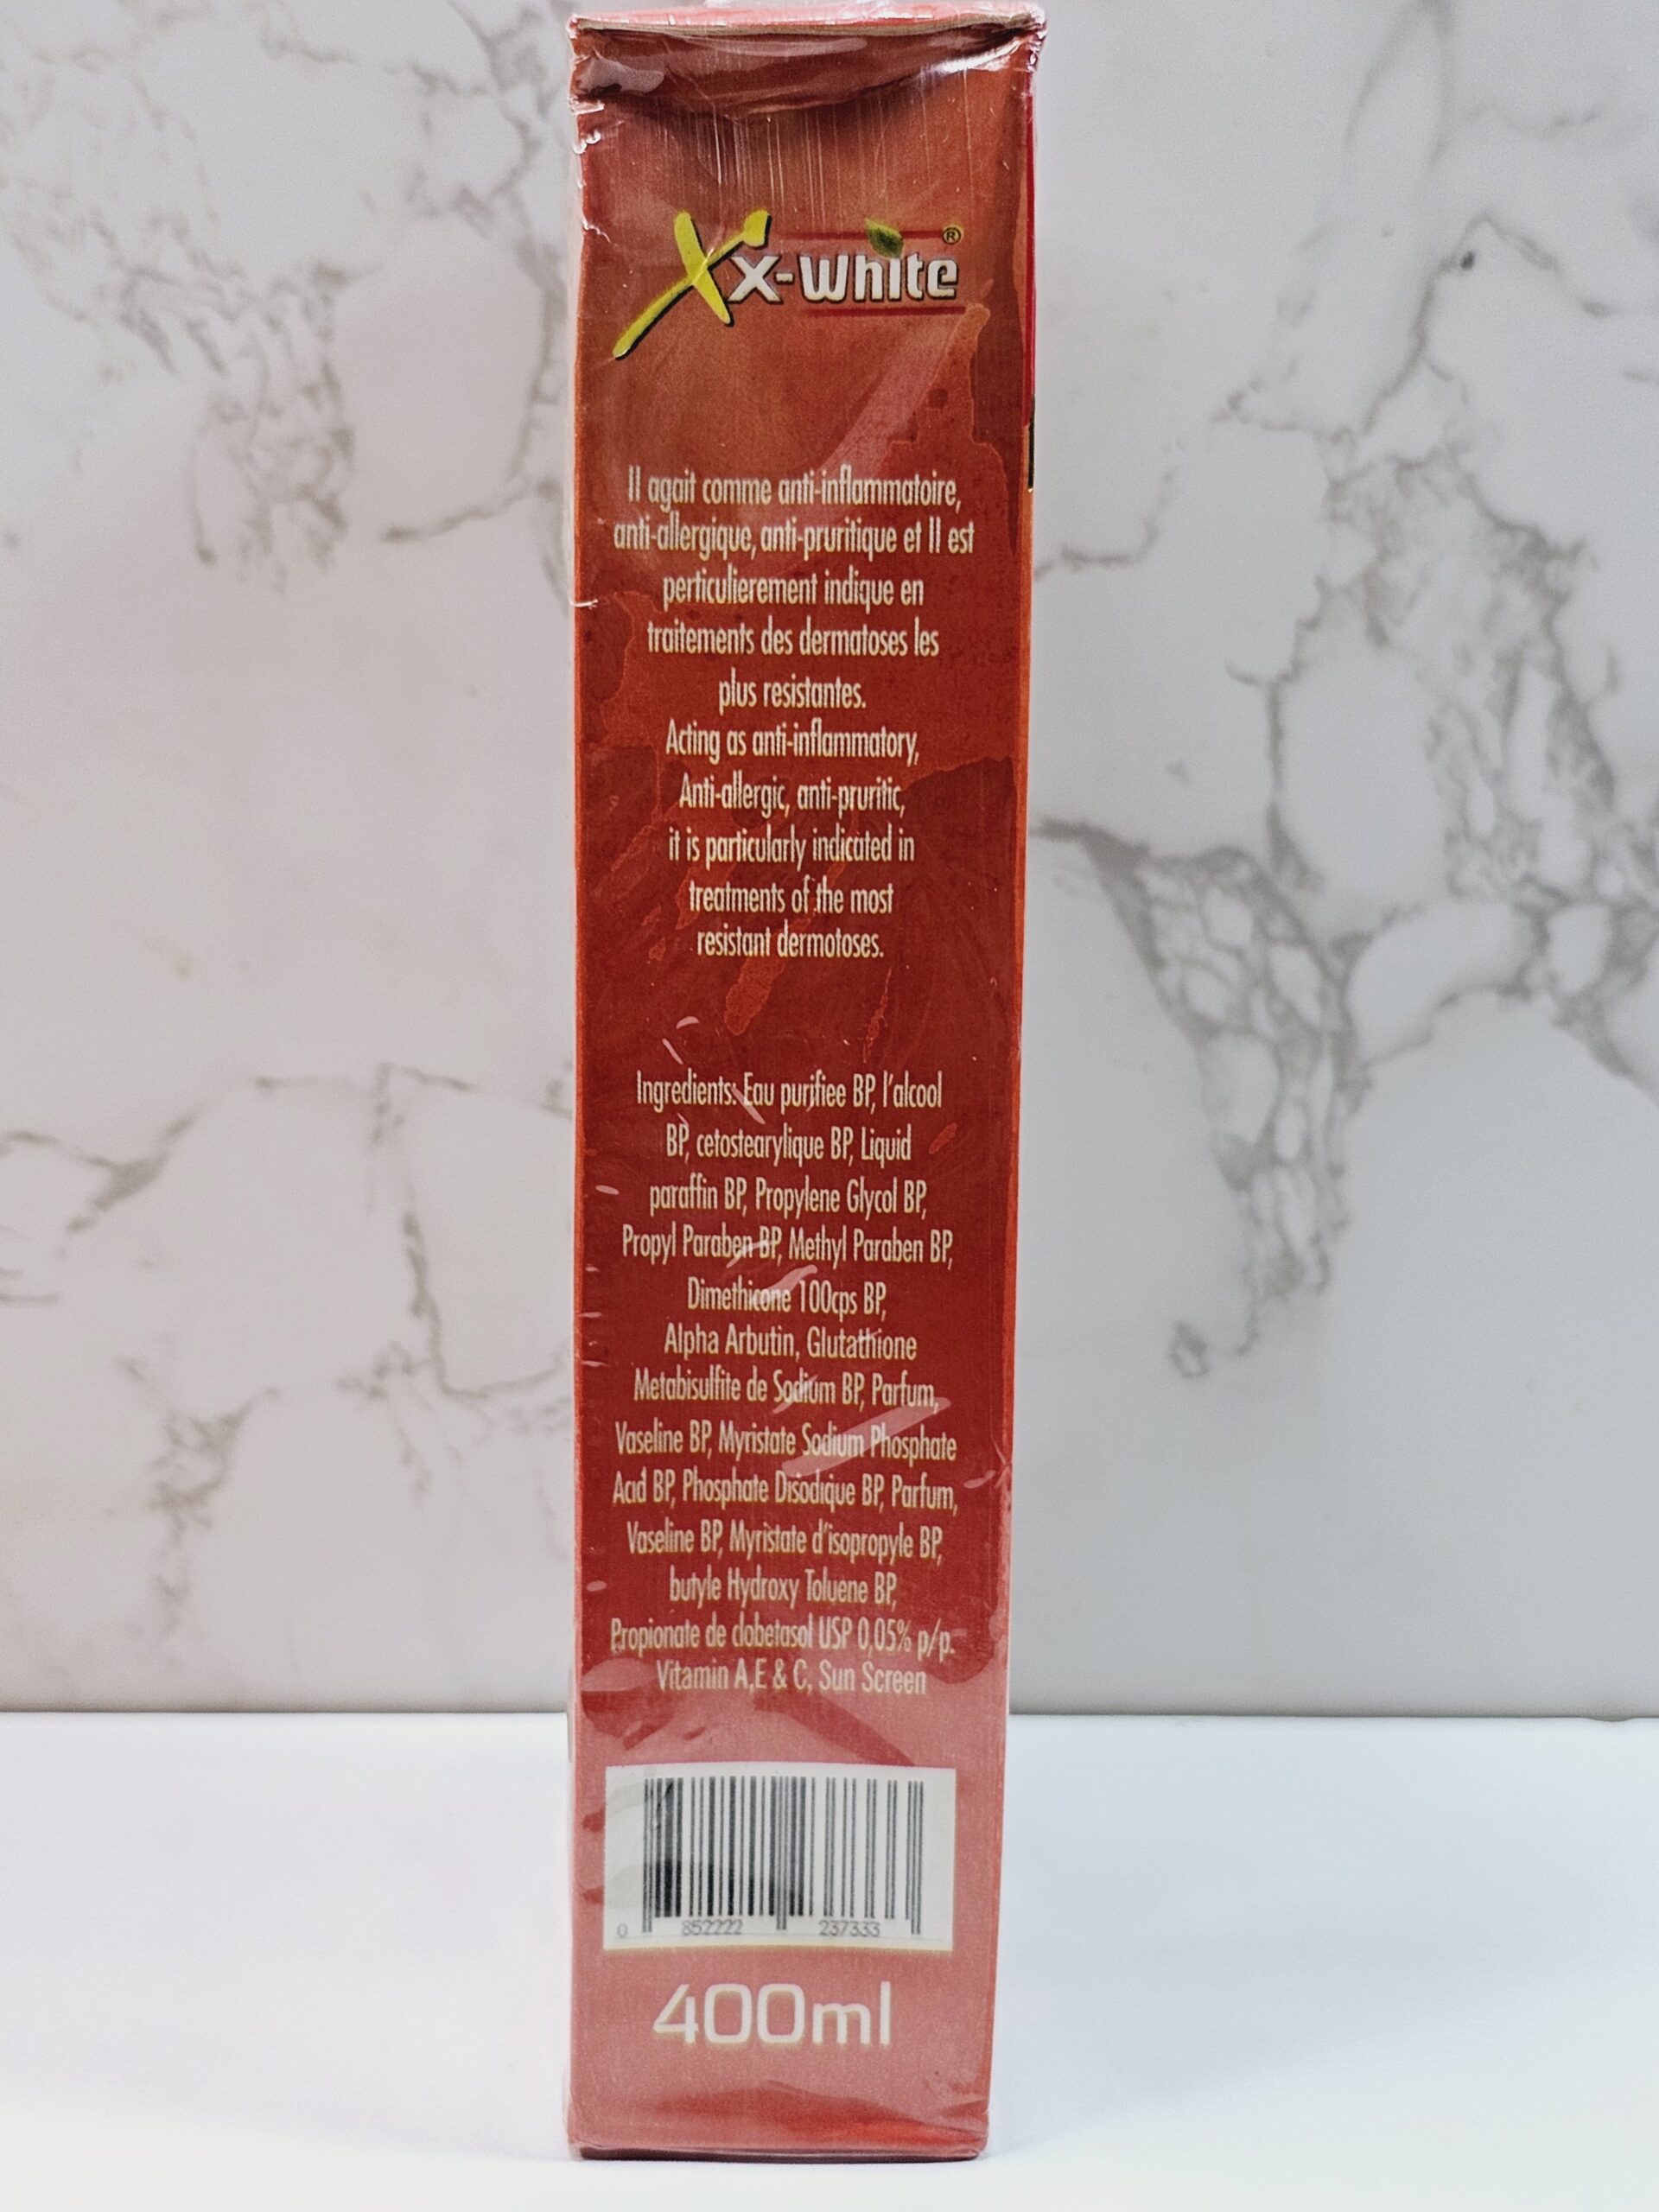 X x-white ®
Il agait comme anti-inflammatoire,
anti-allergique, anti-pruritique et Il est
perticulierement indique en
traitements des dermatoses les
plus resistantes.
Acting as anti-inflammatory,
Anti-allergic, anti-pruritic,
it is particularly indicated in
treatments of the most
resistant dermotoses.
Ingredients: Eau purifiee BP, l'alcool
BP, cetostearylique BP, Liquid
paraffin BP, Propylene Glycol BP,
Propyl Paraben BP, Methyl Paraben BP,
Dimethicone 100cps BP,
Alpha Arbutin, Glutathione
Metabisulfite de Sodium BP, Parfum,
Vaseline BP, Myristate Sodium Phosphate
Acid BP, Phosphate Disodique BP, Parfum,
Vaseline BP, Myristate d'isopropyle BP,
butyle Hydroxy Toluene BP,
Propionate de clobetasol USP 0,05% p/p.
Vitamin A,E & C, Sun Screen
0 852222 237333
400ml